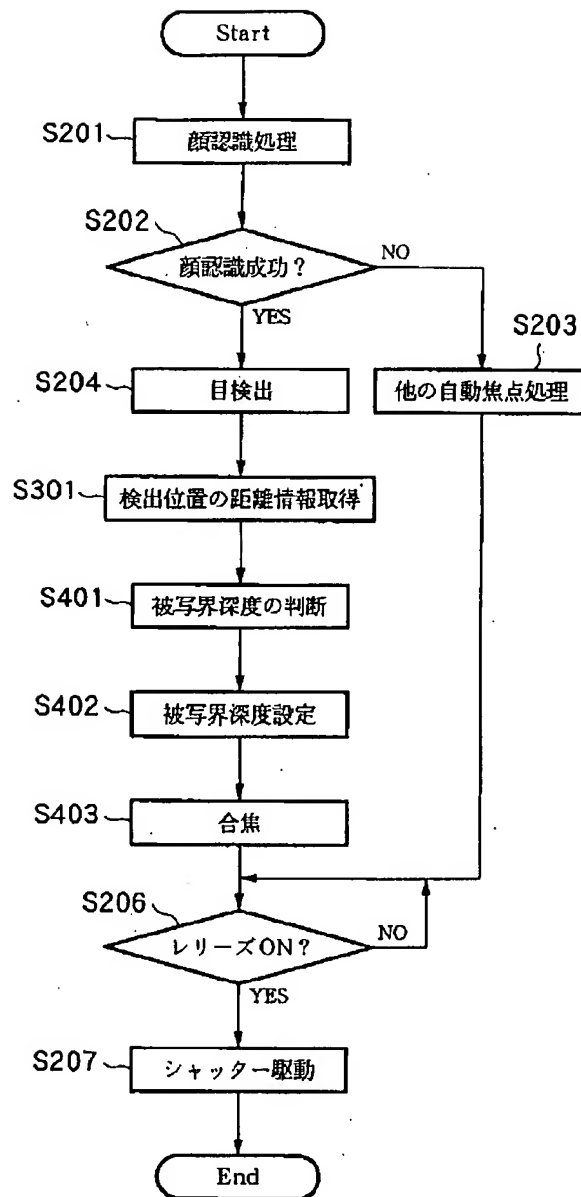 Start
S201
顔認識処理
S202
顔認識成功？
NO
YES
S203
S204
目検出
他の自動焦点処理
S301
検出位置の距離情報取得
S401
被写界深度の判断
S402
被写界深度設定
S403
合焦
S206
レリーズON？
NO
YES
S207
シャッター駆動
End